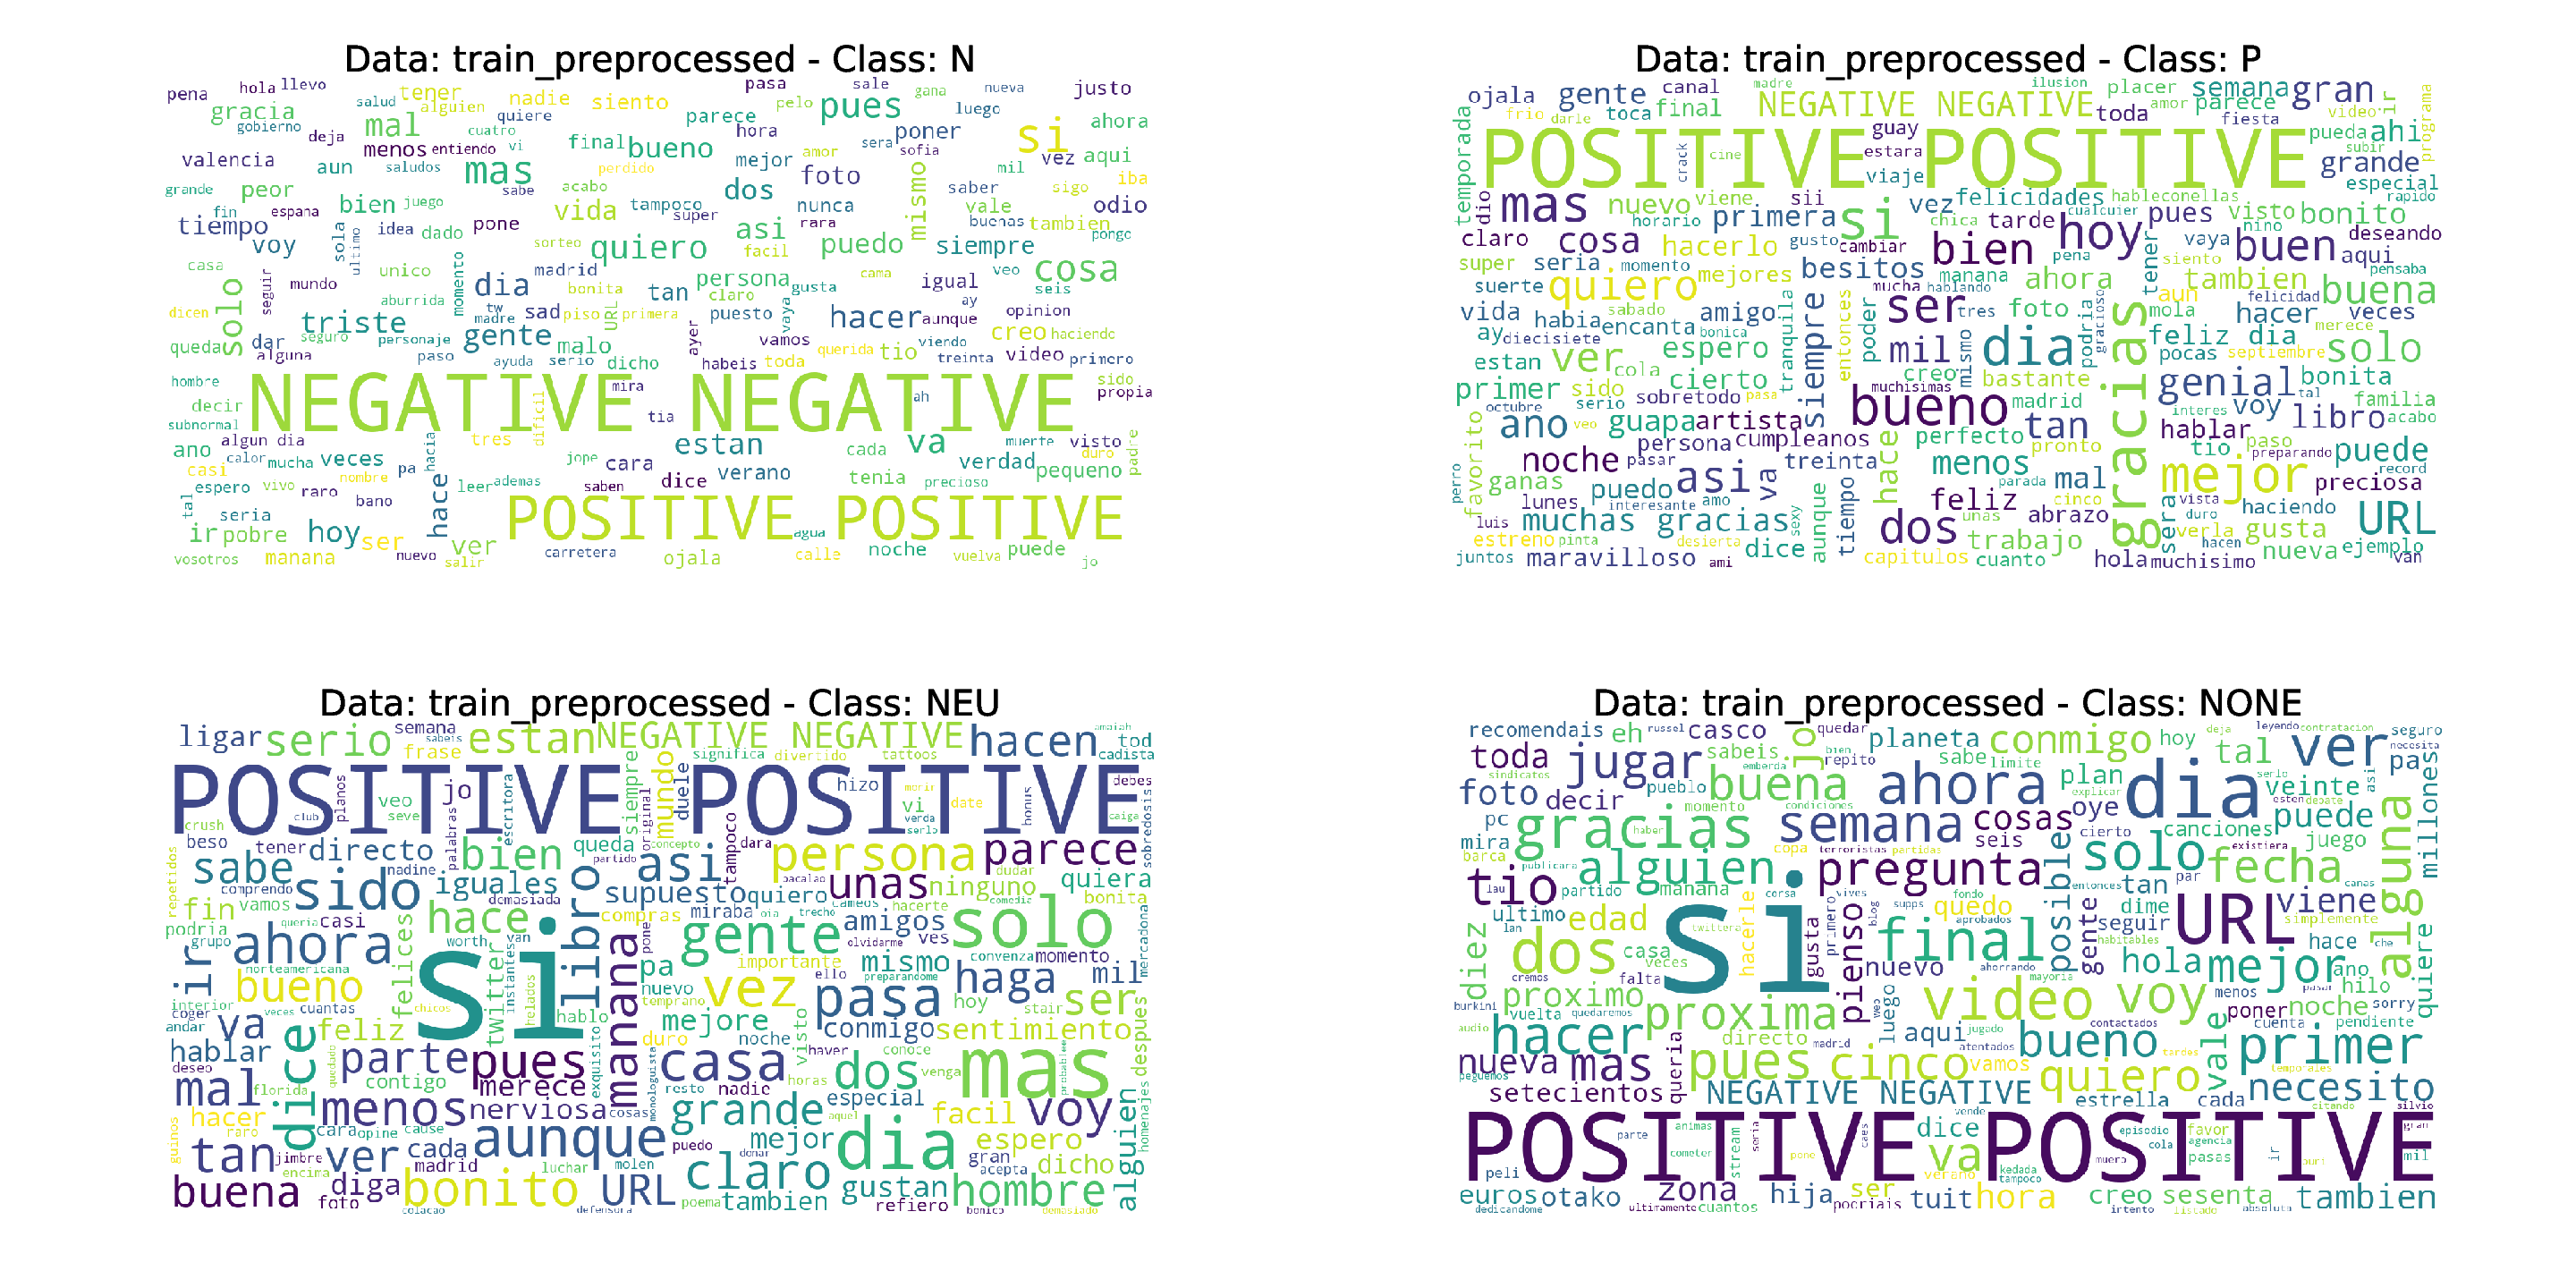 Data: train_preprocessed - Class: N
pena hola llevo tener nadie siento pasa sale gana nueva justo
gracia salud alguien quiere parece pelo pues luego
gobierno deja mal cuatro final bueno hora poner si ahora
valencia menos entiendo vi mejor amor sera sofia vez aqui
aun saludos mas perdido foto mil iba
grande peor sabe acabo dos mismo saber sigo
fin espana bien juego vida tampoco super nunca vale odio
tiempo voy sola ultimo idea dado pone sorteo quiero asi facil rara puedo buenas siempre tambien pongo
casa unico momento madrid persona cama igual veo cosa
seguir mundo aburrida dia bonita tan claro gusta ay seis
dicen solo triste tw madre sad piso URL primera puesto vaya hacer aunque opinion
queda dar seguro personaje gente malo ayer vamos creo haciendo
alguna paso ayuda serio dicho habeis toda querida tio viendo treinta video primero
hombre NEGATIVE NEGATIVE mira ah sido propia
decir subnormal dificil tia
ano algun dia tres estan cada va muerte visto
casi calor mucha veces pa hacia jope cara verano verdad duro pequeno padre
espero vivo nombre raro bano hace leer ademas saben dice tenia precioso
tal seria POSITIVE POSITIVE
ir pobre hoy ser ver agua
vosotros manana nuevo salir carretera ojala calle noche vuelva puede jo
Data: train_preprocessed - Class: P
ojala gente canal madre NEGATIVE NEGATIVE ilusion placer semana gran
temporada frio darle toca final toda amor parece fiesta ir video programa
POSITIVE POSITIVE crack cine guay estara viaje pueda ahi subir grande especial rapido
dio mas nuevo viene sii si vez felicidades hableconellas pues visto bonito
claro cosa horario primera gusto cambiar chica tarde cualquier vaya nino buen deseando
super seria hacerlo momento mejores besitos bien hoy pena manana ahora tener siento tambien aqui pensaba
suerte quiero sabado mucha hablando ser tres foto aun felicidad buena
vida habia encanta amigo bonica tranquila siempre entonces poder mil mismo dia podria gracioso mola hacer veces merece
ay diecisiete estan ver cola espero gracias feliz dia pocas septiembre solo
primer sido cierto creo muchisimas bastante genial bonita tal
octubre serio sobretodo pasa bueno madrid interes voy libro familia acabo
ano veo guapa artista persona cumpleanos perfecto tan hablar
favorito noche pasar asi va treinta hace menos pronto tio paso preparando puede
perro ganas lunes puedo interesante amo tiempo feliz parada mal cinco mejor record preciosa
luis muchas gracias sexy aunque dos unas abrazo vista duro haciendo URL
estreno pinta desierta dice trabajo sera verla hacen gusta ejemplo
juntos maravilloso ami capitulos cuanto hola muchisimo nueva van
Data: train_preprocessed - Class: NEU
ligar serio semana sabeis frase estan NEGATIVE NEGATIVE hacen amaiah tod cadista
significa divertido tattoos
POSITIVE POSITIVE planos club veo seve jo escritora siempre original mundo duele hizo vi verda serlo morir date bonus debes caiga
crush beso tener directo palabras bien queda partido asi concepto tampoco dara persona parece sobredosis
repetidos sabe comprendo nadine sido iguales demasiada supuesto quiero bacalao unas ninguno dudar quiera
fin vamos queria casi hace compras miraba oia trecho cameos hacerte amigos comedia bonita
podria grupo ahora felices si worth van libro pone gente olvidarme ves solo mercadona
ir norteamericana twitter instantes helados manana pa importante ello mismo convenza momento
interior coger bueno veces cuantas chicos nuevo preparandome vez pasa haga hoy mil stair ser
andar va feliz hablo temprano mejore visto conmigo sentimiento despues
hablar dice parte pues exquisito duro noche haver conoce
deseo mal florida quedado contigo merece monologuista casa resto nadie horas dos venga mas probablee
guinos hacer raro menos nerviosa cosas grande especial aquel facil voy homenajes
tan jimbre cara opine cause cada aunque puedo mejor dia espero alguien
encima ver madrid luchar molen donar claro gran acepta dicho
buena foto diga colacao bonito defensora URL poema tambien gustan refiero hombre bonico demasiado
Data: train_preprocessed - Class: NONE
recomendais eh russel casco quedar planeta conmigo hoy deja leyendo contratacion ver seguro necesita
toda jugar sabeis jo bien repito sabe limite tal pa
sindicatos pueblo emberda buena ahora explicar plan dia veinte serlo asi
foto decir momento condiciones oye esten debate puede millones
pc mira gracias haber semana cosas seis cierto canciones juego alguna
barca publicara alguien copa terroristas partidas pregunta posible solo fecha existiera
tio lau partido manana si corsa vives fondo entonces tan par canas
ultimo edad twittera hacerle gusta primero blog supps quedo aprobados gente dime URL viene
diez lan dos casa veces pienso final seguir habitables simplemente
cremos falta nuevo ahorrando mayoria hola mejor hace che ano quiere
burkini proximo quedaremos proxima luego web video voy menos noche hilo sorry
audio vuelta hacer directo madrid aqui jugado contactados poner cuenta pendiente
nueva peguemos mas queria pues cinco atentados vamos bueno tardes vale primer
setecientos NEGATIVE NEGATIVE quiero temporales necesito
estrella cada citando silvio
POSITIVE POSITIVE parte animas cometer stream seria pone caes vende dice va verano episodio cola muero favor agencia pasas ir ouri gran mil
peli kedada tampoco
euros otako zona hija ser podriais tuit hora creo sesenta tambien
dedicandome ultimamente cuantos intento liscado absoluta